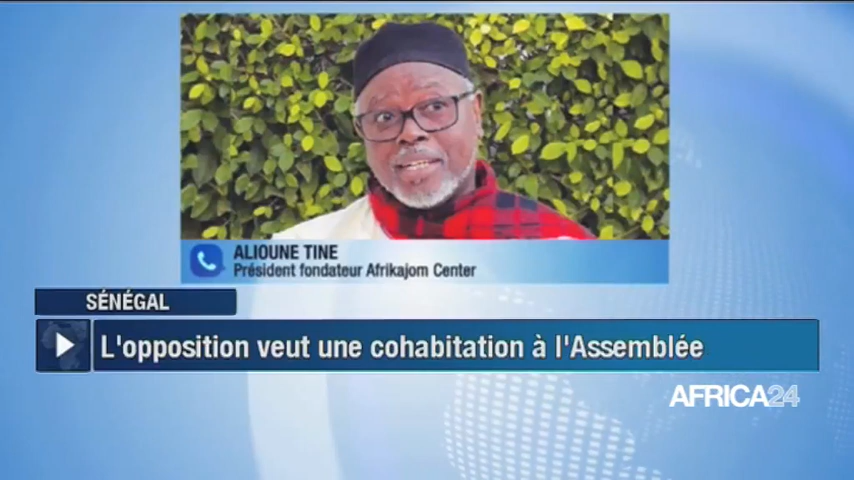 ALIOUNE TINE
Président fondateur Afrikajom Center
SÉNÉGAL
L'opposition veut une cohabitation à l'Assemblée
AFRICA24